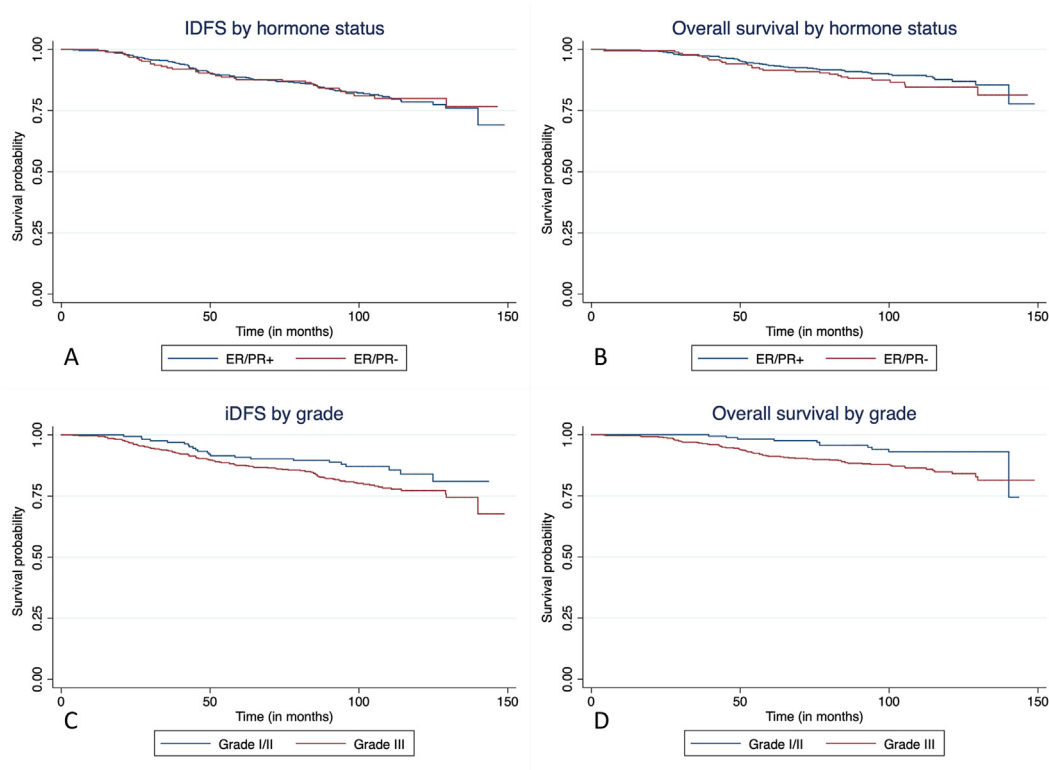 IDFS by hormone status
Survival probability
1.00
0.75
0.50
0.25
0.00
0 50 100 150
Time (in months)
A
ER/PR+ ER/PR-
Overall survival by hormone status
Survival probability
1.00
0.75
0.50
0.25
0.00
0 50 100 150
Time (in months)
B
ER/PR+ ER/PR-
iDFS by grade
Survival probability
1.00
0.75
0.50
0.25
0.00
0 50 100 150
Time (in months)
C
Grade I/II Grade III
Overall survival by grade
Survival probability
1.00
0.75
0.50
0.25
0.00
0 50 100 150
Time (in months)
D
Grade I/II Grade III